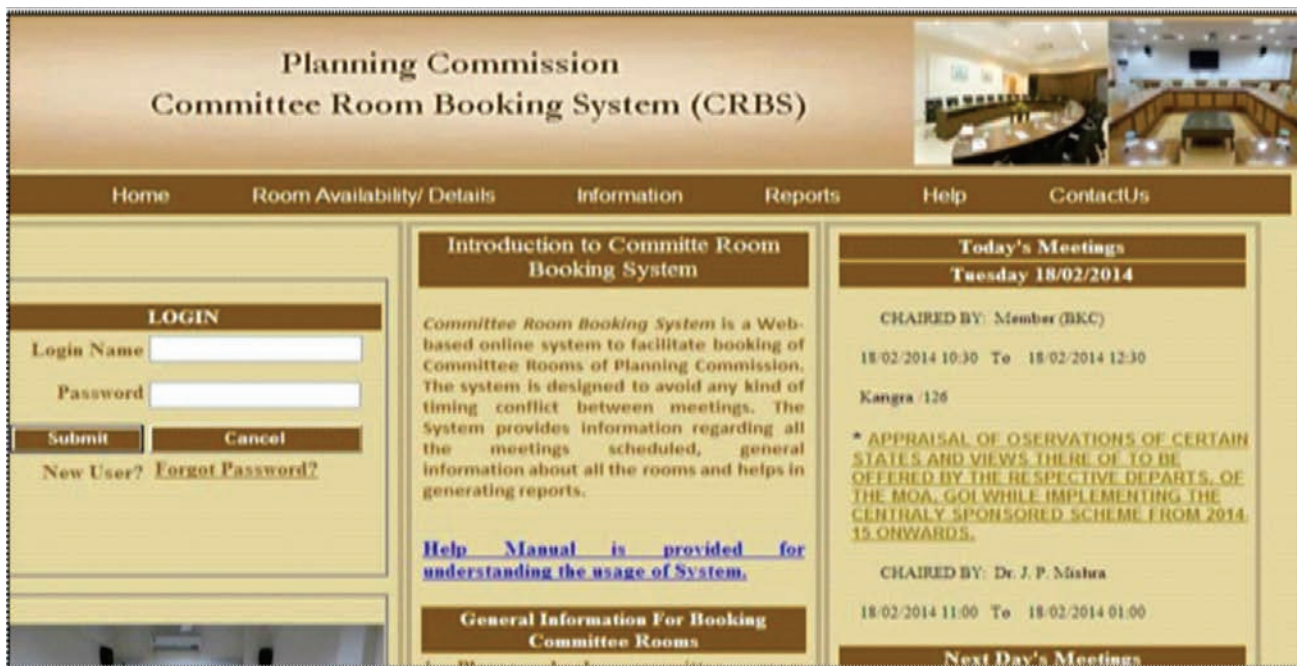 Planning Commission
Committee Room Booking System (CRBS)
Home Room Availability/ Details Information Reports Help ContactUs
LOGIN
Login Name
Password
Submit Cancel
New User? Forgot Password?
Introduction to Committe Room
Booking System
Committee Room Booking System is a Web-
based online system to facilitate booking of
Committee Rooms of Planning Commission.
The system is designed to avoid any kind of
timing conflict between meetings. The
System provides information regarding all
the meetings scheduled, general
information about all the rooms and helps in
generating reports.
Help Manual is provided for
understanding the usage of System.
General Information For Booking
Committee Rooms
Today's Meetings
Tuesday 18/02/2014
CHAIRED BY: Member (BKC)
18/02/2014 10:30 To 18/02/2014 12:30
Kangra /126
* APPRAISAL OF OSERVATIONS OF CERTAIN
STATES AND VIEWS THERE OF TO BE
OFFERED BY THE RESPECTIVE DEPARTS. OF
THE MOA, GOI WHILE IMPLEMENTING THE
CENTRALY SPONSORED SCHEME FROM 2014
15 ONWARDS.
CHAIRED BY: Dr. J. P. Mishra
18/02/2014 11:00 To 18/02/2014 01:00
Next Day's Meetings